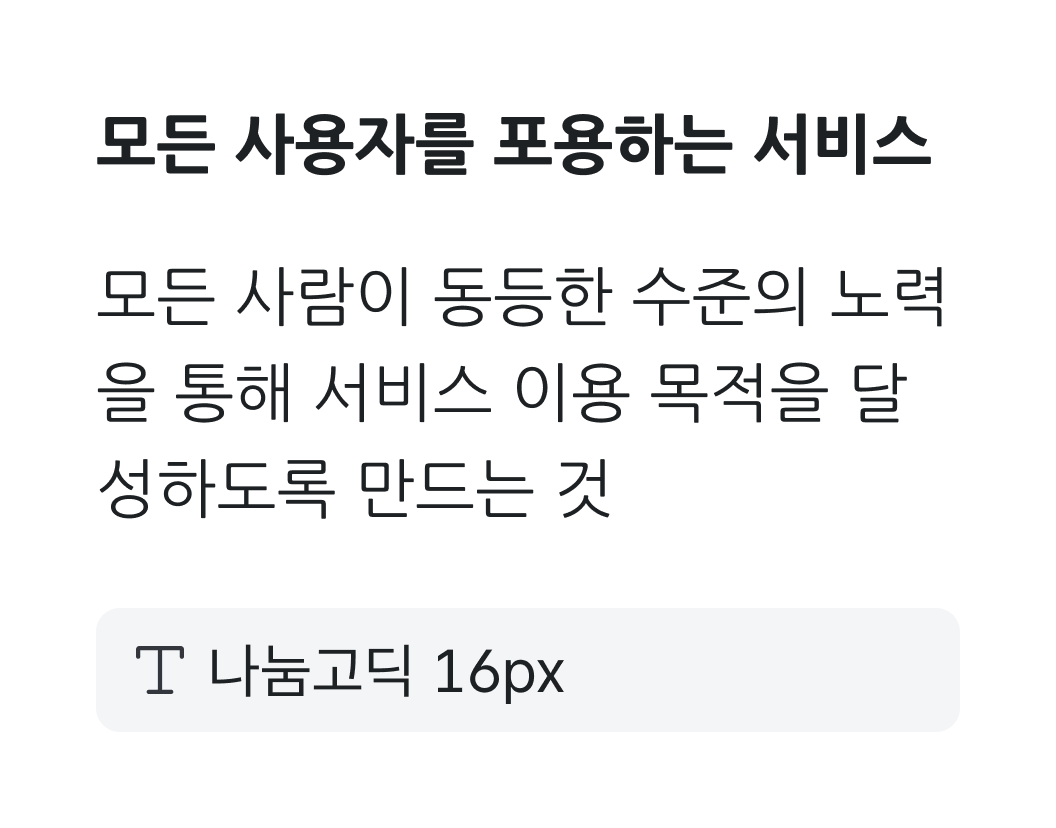 모든 사용자를 포용하는 서비스
모든 사람이 동등한 수준의 노력
을 통해 서비스 이용 목적을 달
성하도록 만드는 것
나눔고딕 16px